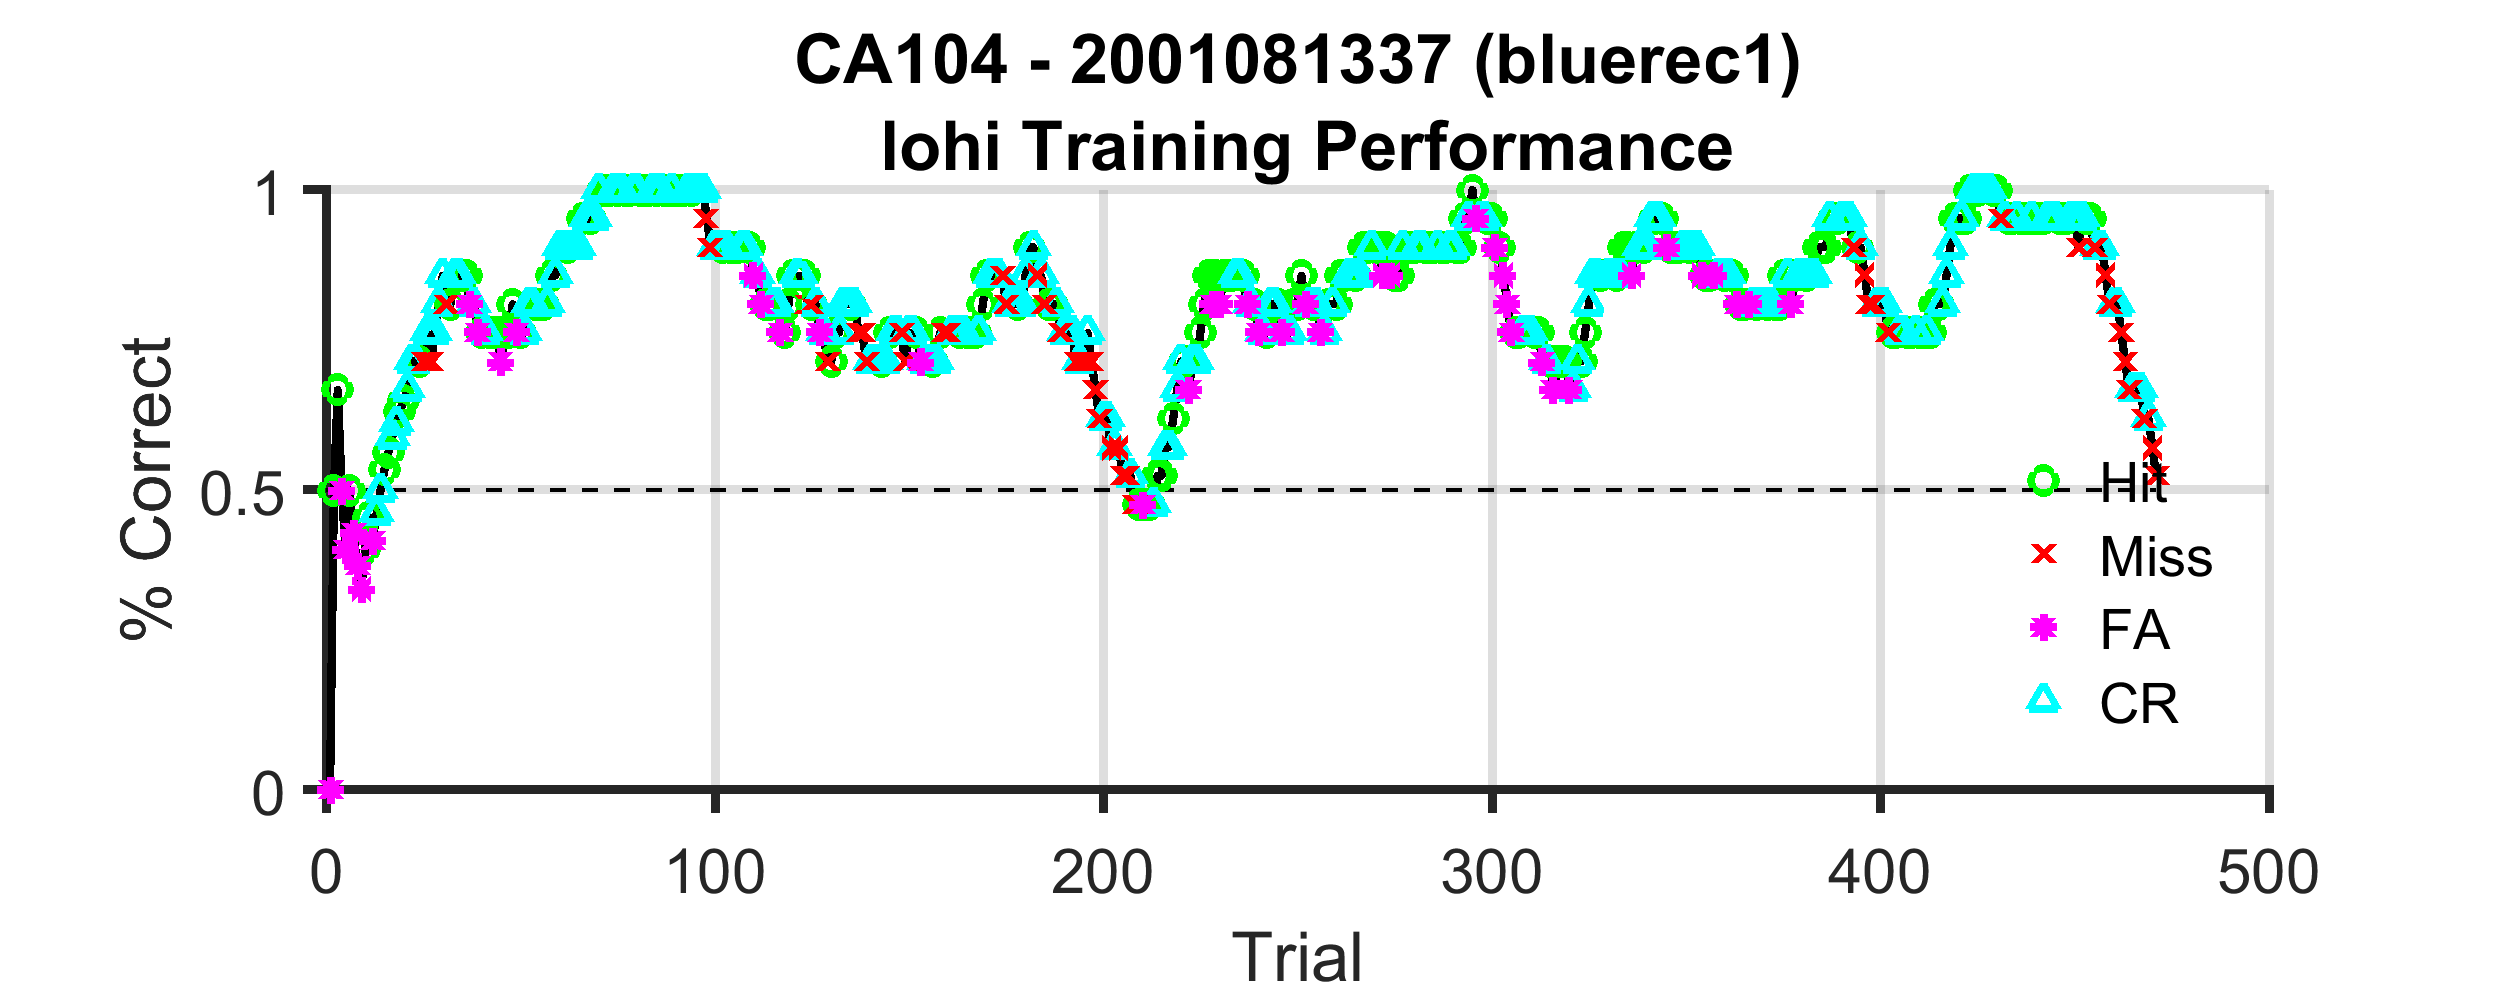 CA104 - 2001081337 (bluerec1)
lohi Training Performance
% Correct
1
0.5
0
0
100
200
300
400
500
Trial
Hit
Miss
FA
CR